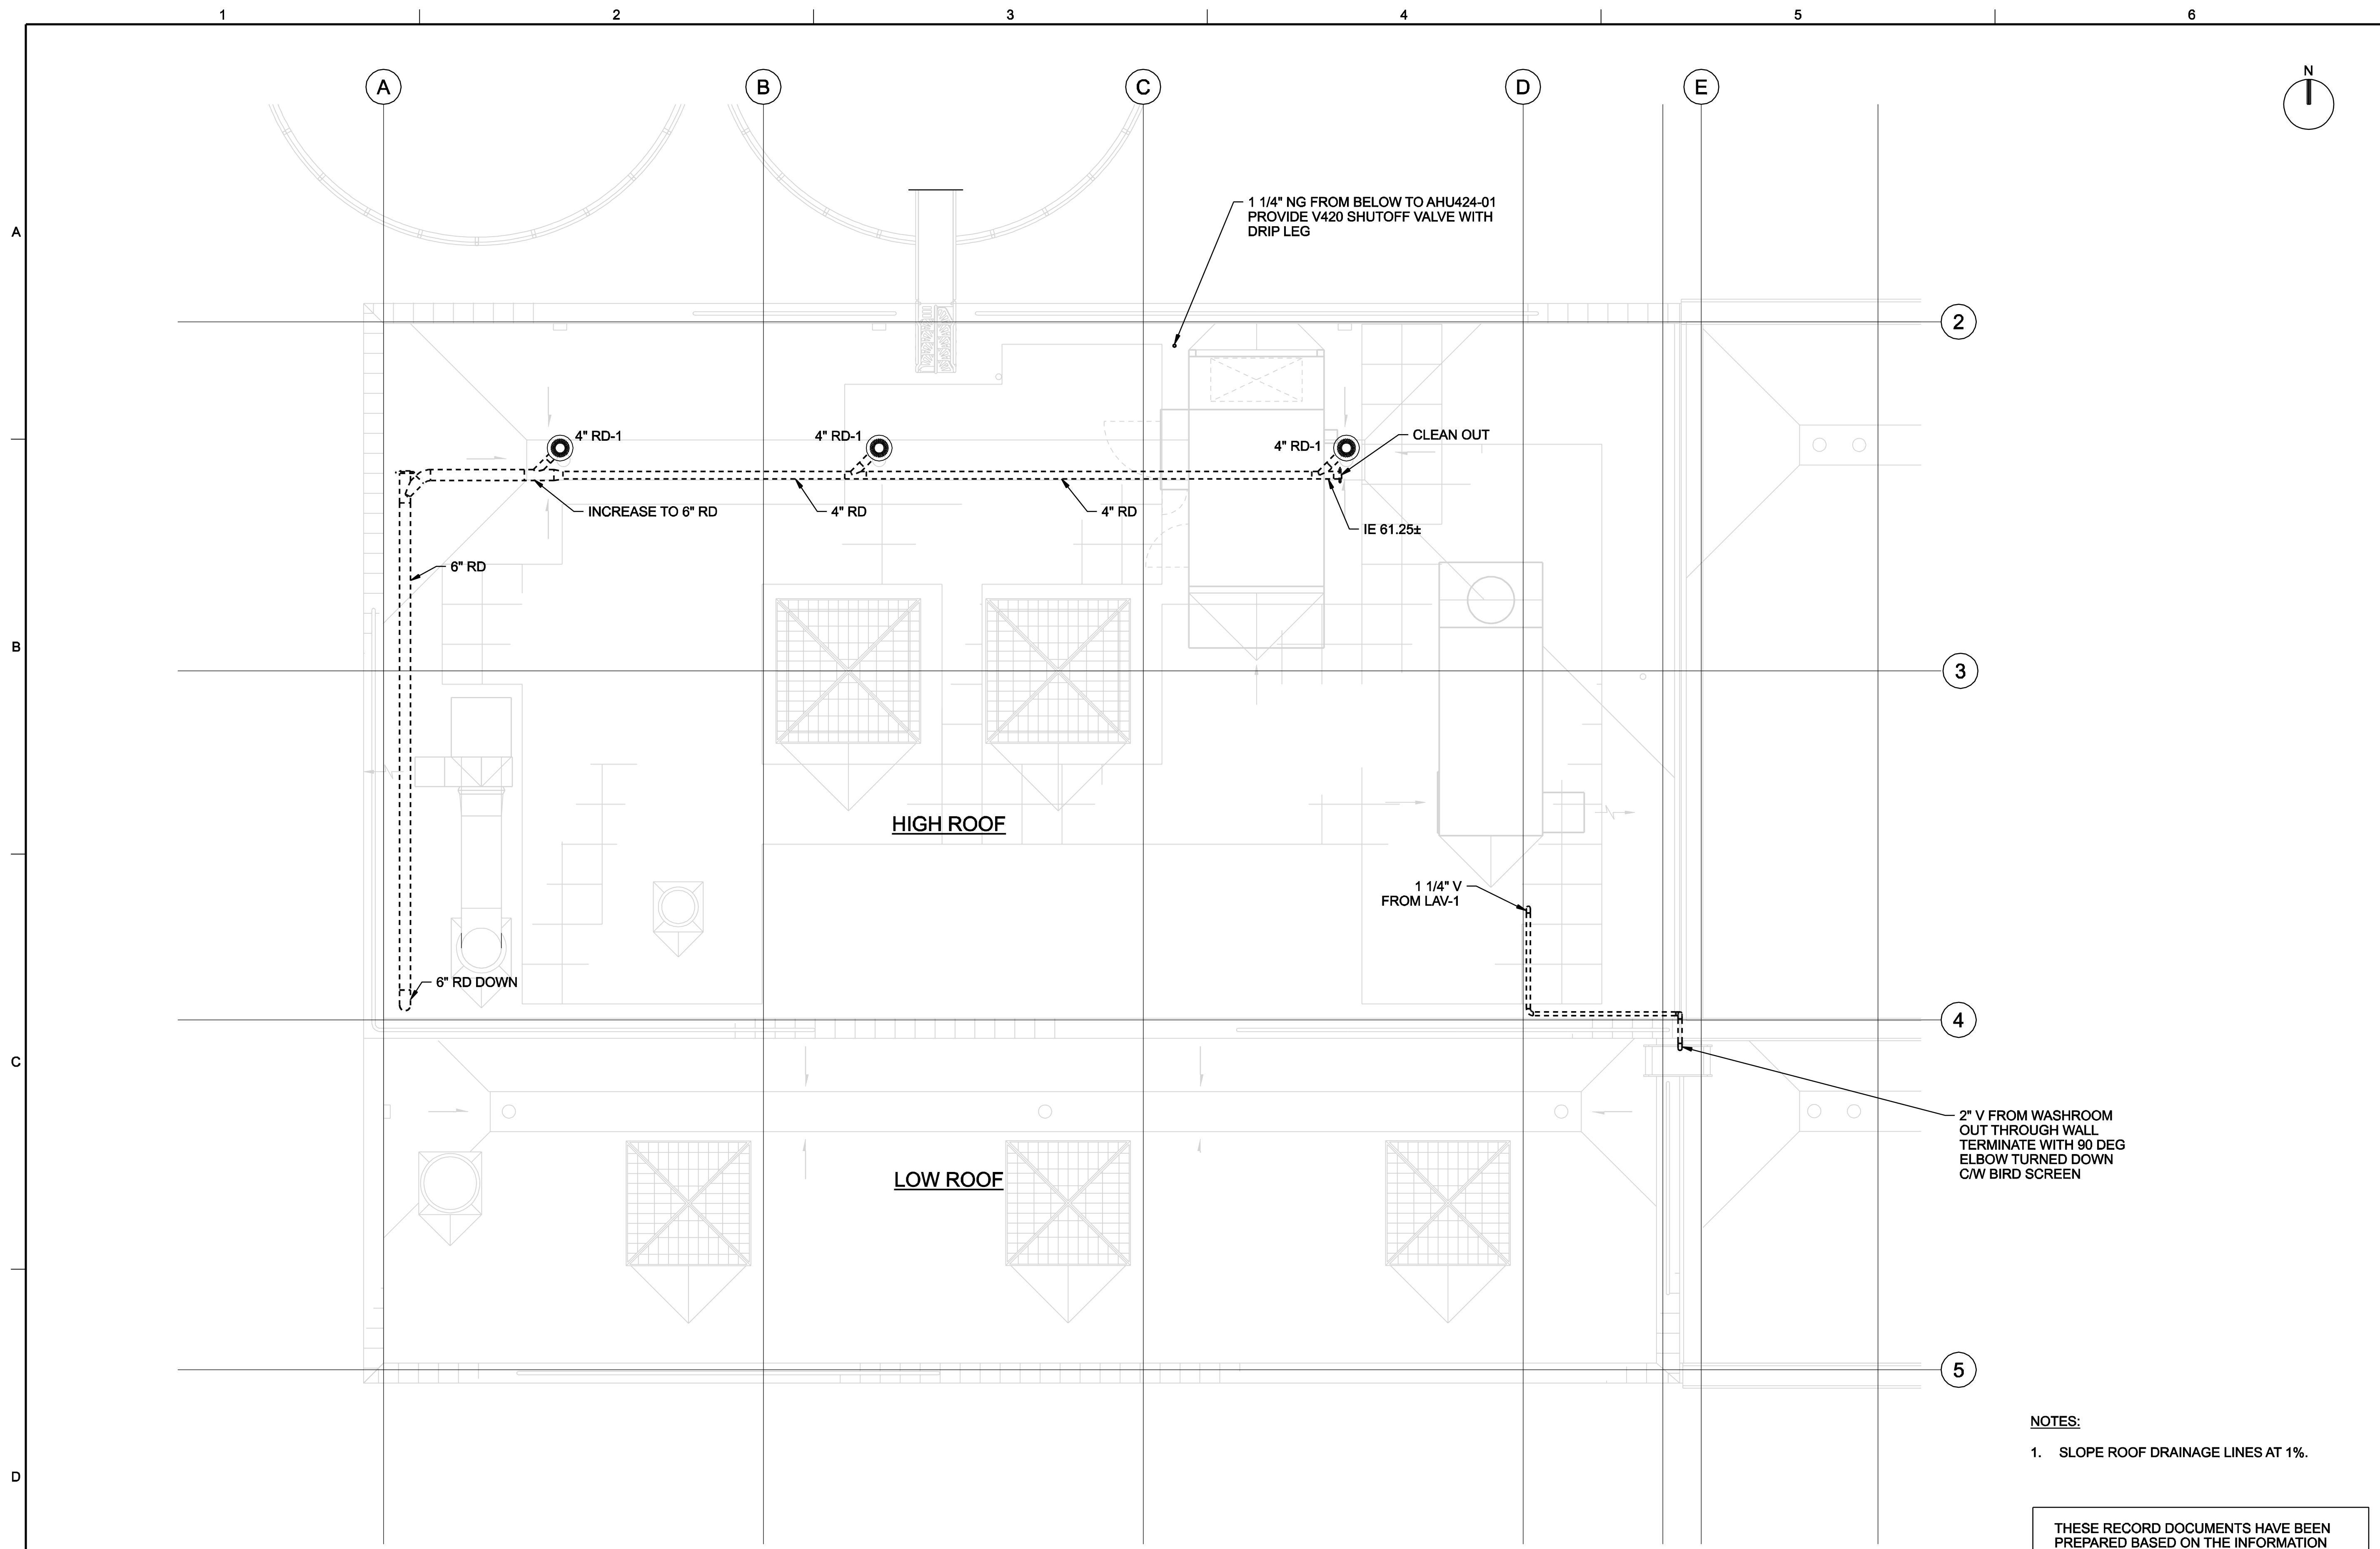 1 2 3 4 5 6
A B C D E
N
1 1/4" NG FROM BELOW TO AHU424-01
PROVIDE V420 SHUTOFF VALVE WITH
DRIP LEG
A
2
4" RD-1
4" RD-1
4" RD-1
CLEAN OUT
INCREASE TO 6" RD
4" RD
4" RD
IE 61.25±
6" RD
B
3
HIGH ROOF
1 1/4" V
FROM LAV-1
6" RD DOWN
4
C
2" V FROM WASHROOM
OUT THROUGH WALL
TERMINATE WITH 90 DEG
ELBOW TURNED DOWN
C/W BIRD SCREEN
LOW ROOF
5
NOTES:
1. SLOPE ROOF DRAINAGE LINES AT 1%.
D
THESE RECORD DOCUMENTS HAVE BEEN
PREPARED BASED ON THE INFORMATION